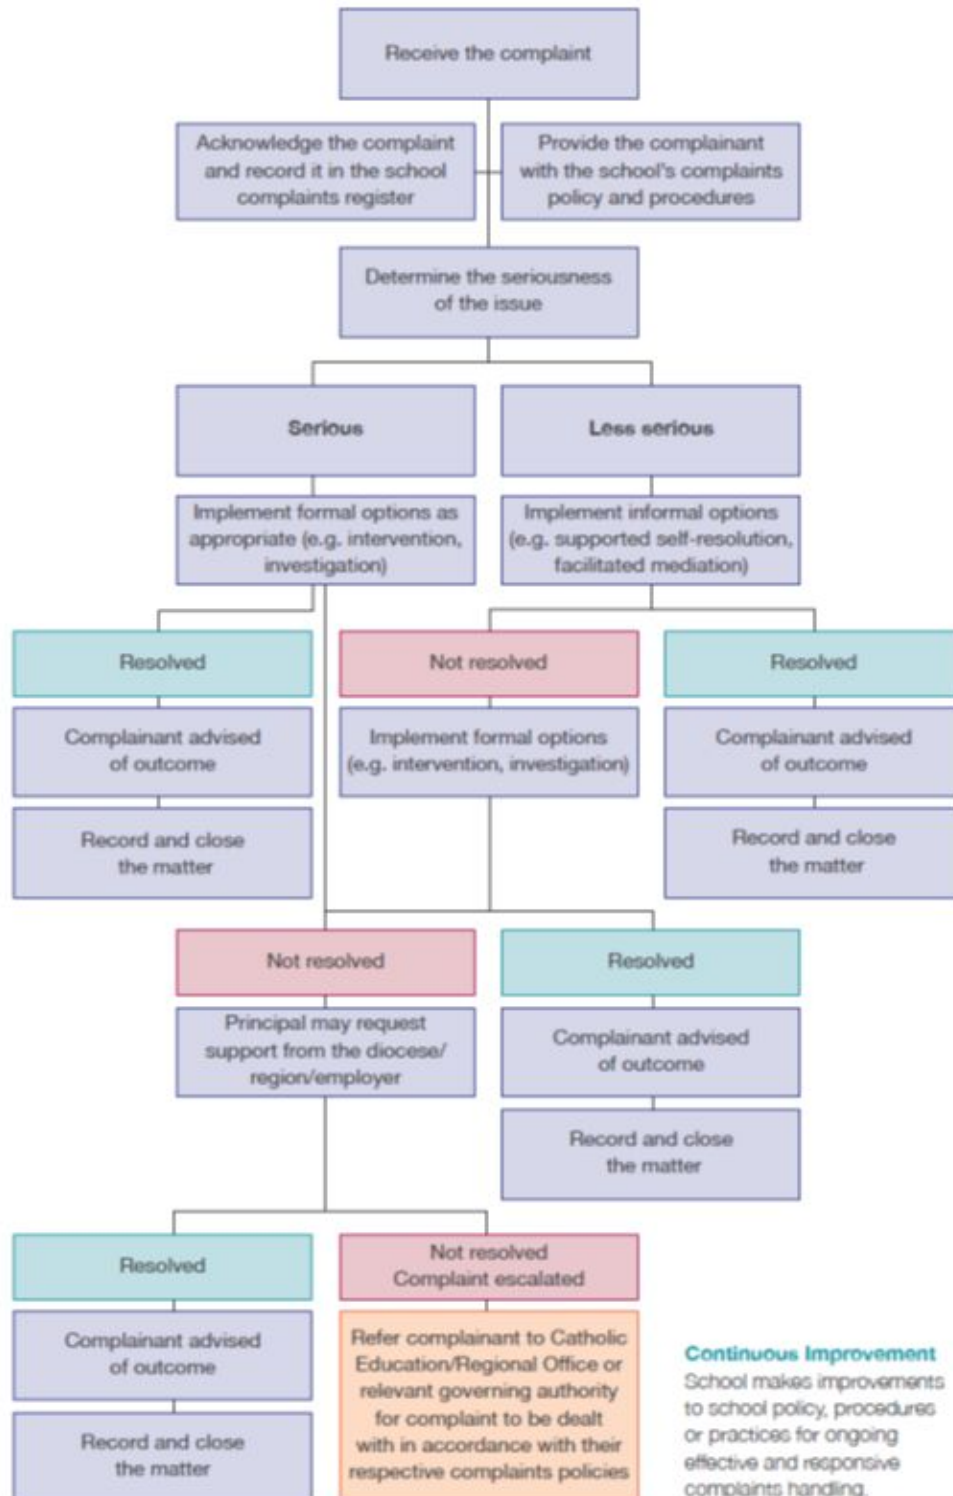 Receive the complaint
Acknowledge the complaint
and record it in the school
complaints register
Provide the complainant
with the school's complaints
policy and procedures
Determine the seriousness
of the issue
Serious
Less serious
Implement formal options as
appropriate (e.g. intervention,
investigation)
Implement informal options
(e.g. supported self-resolution,
facilitated mediation)
Resolved
Not resolved
Resolved
Complainant advised
of outcome
Implement formal options
(e.g. intervention, investigation)
Complainant advised
of outcome
Record and close
the matter
Record and close
the matter
Not resolved
Resolved
Principal may request
support from the diocese/
region/employer
Complainant advised
of outcome
Record and close
the matter
Resolved
Not resolved
Complaint escalated
Complainant advised
of outcome
Record and close
the matter
Refer complainant to Catholic
Education/Regional Office or
relevant governing authority
for complaint to be dealt
with in accordance with their
respective complaints policies
Continuous Improvement
School makes improvements
to school policy, procedures
or practices for ongoing
effective and responsive
complaints handling.